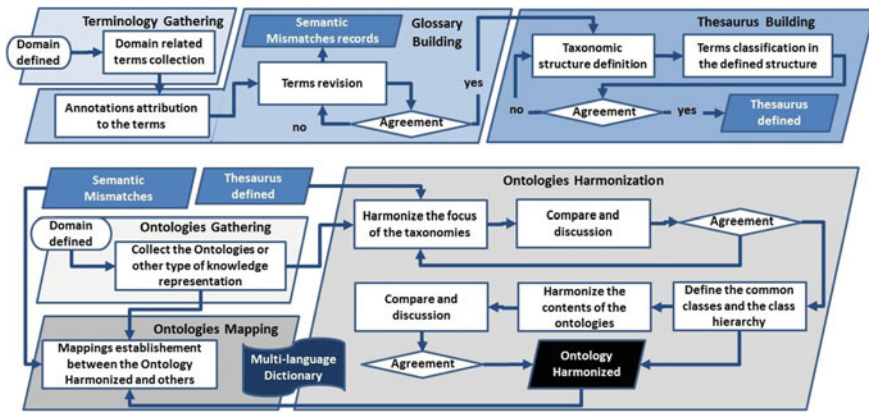 Terminology Gathering
Domain
defined
Domain related
terms collection
Annotations attribution
to the terms
Semantic
Mismatches records
Glossary
Building
Terms revision
Agreement
no
yes
Thesaurus Building
Taxonomic
structure definition
Terms classification in
the defined structure
Agreement
no
yes
Thesaurus
defined
Semantic
Mismatches
Thesaurus
defined
Ontologies Gathering
Domain
defined
Collect the Ontologies or
other type of knowledge
representation
Ontologies Mapping
Mappings establishement
between the Ontology
Harmonized and others
Multi-language
Dictionary
Ontologies Harmonization
Harmonize the focus
of the taxonomies
Compare and
discussion
Agreement
Define the common
classes and the class
hierarchy
Harmonize the
contents of the
ontologies
Compare and
discussion
Agreement
Ontology
Harmonized